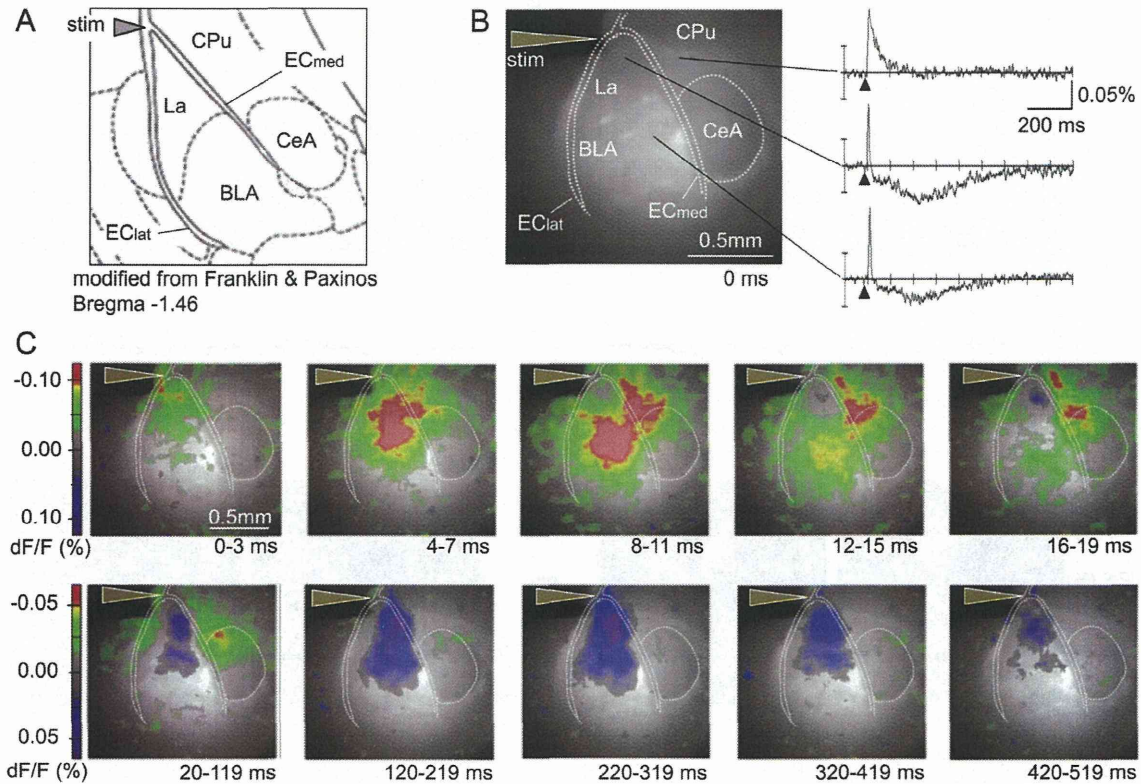 A
stim
CPu
ECmed
La
CeA
BLA
EClat
modified from Franklin & Paxinos
Bregma -1.46
B
stim
CPu
La
CeA
BLA
EClat
ECmed
0.5mm
0 ms
0.05%
200 ms
C
-0.10
0.00
0.10
dF/F (%)
0.5mm
0-3 ms
4-7 ms
8-11 ms
12-15 ms
16-19 ms
-0.05
0.00
0.05
dF/F (%)
20-119 ms
120-219 ms
220-319 ms
320-419 ms
420-519 ms